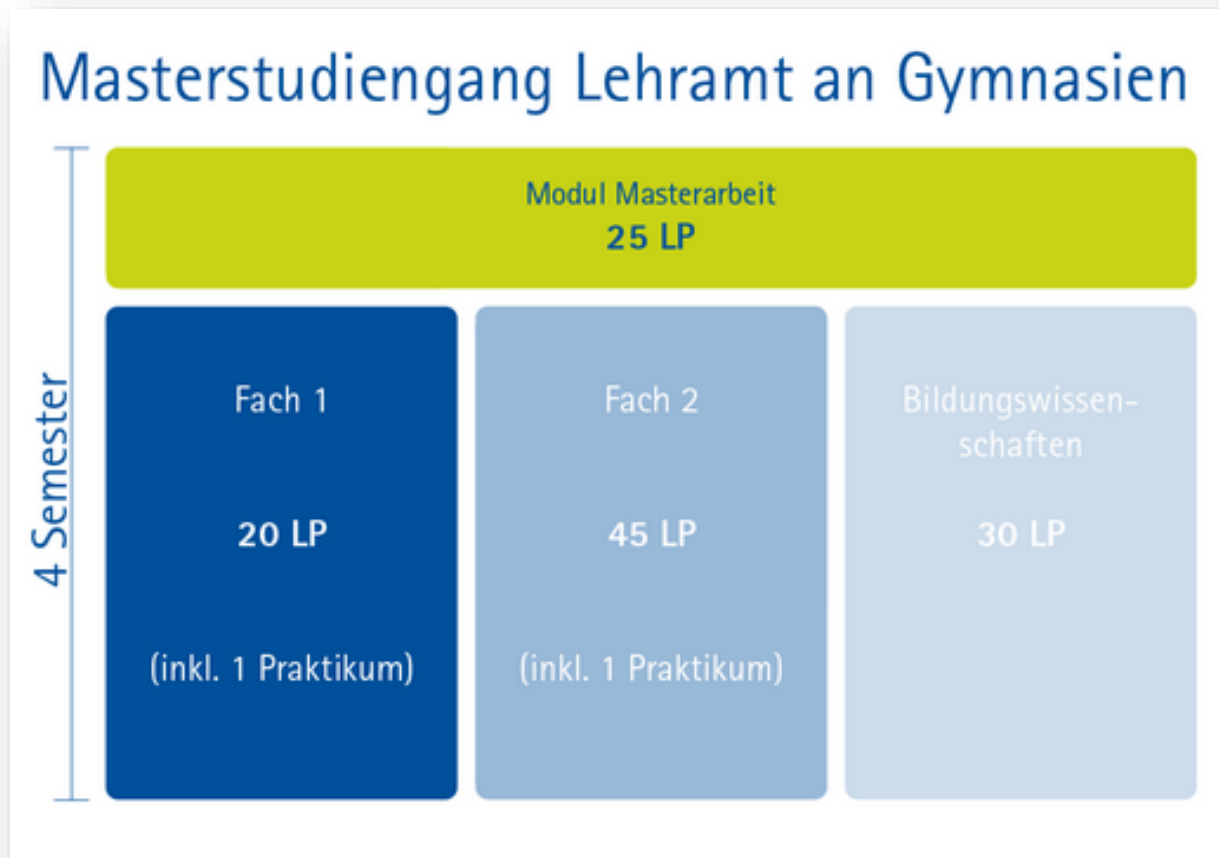 Masterstudiengang Lehramt an Gymnasien
4 Semester
Modul Masterarbeit
25 LP
Fach 1
20 LP
(inkl. 1 Praktikum)
Fach 2
45 LP
(inkl. 1 Praktikum)
Bildungswissen-
schaften
30 LP